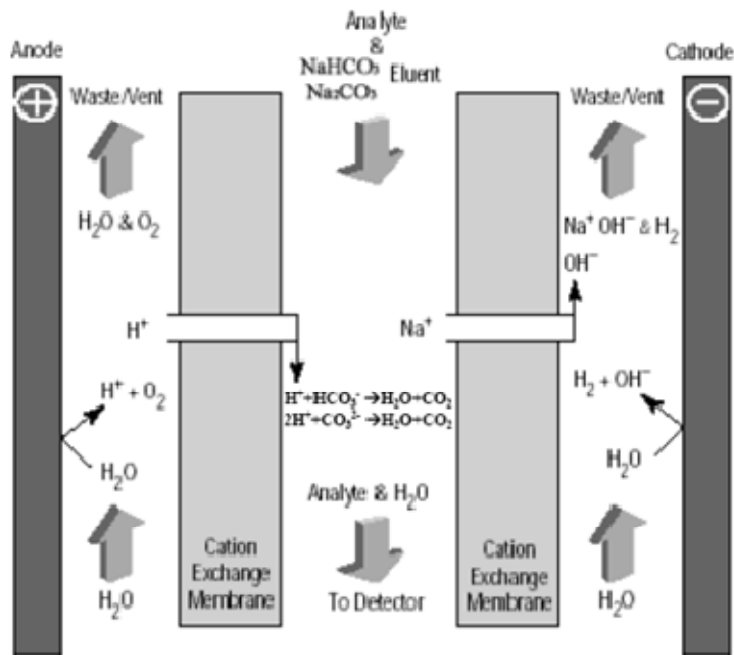 Analyte
&
NaHCO₃
Na₂CO₃
Eluent
Anode
Cathode
+
Waste/Vent
Waste/Vent
−
H₂O & O₂
Na⁺ OH⁻ & H₂
OH⁻
H⁺
Na⁺
H⁺ + O₂
H⁺+HCO₃⁻→H₂O+CO₂
2H⁺+CO₃²⁻→H₂O+CO₂
H₂ + OH⁻
H₂O
H₂O
Analyte & H₂O
Cation
Exchange
Membrane
Cation
Exchange
Membrane
H₂O
To Detector
H₂O